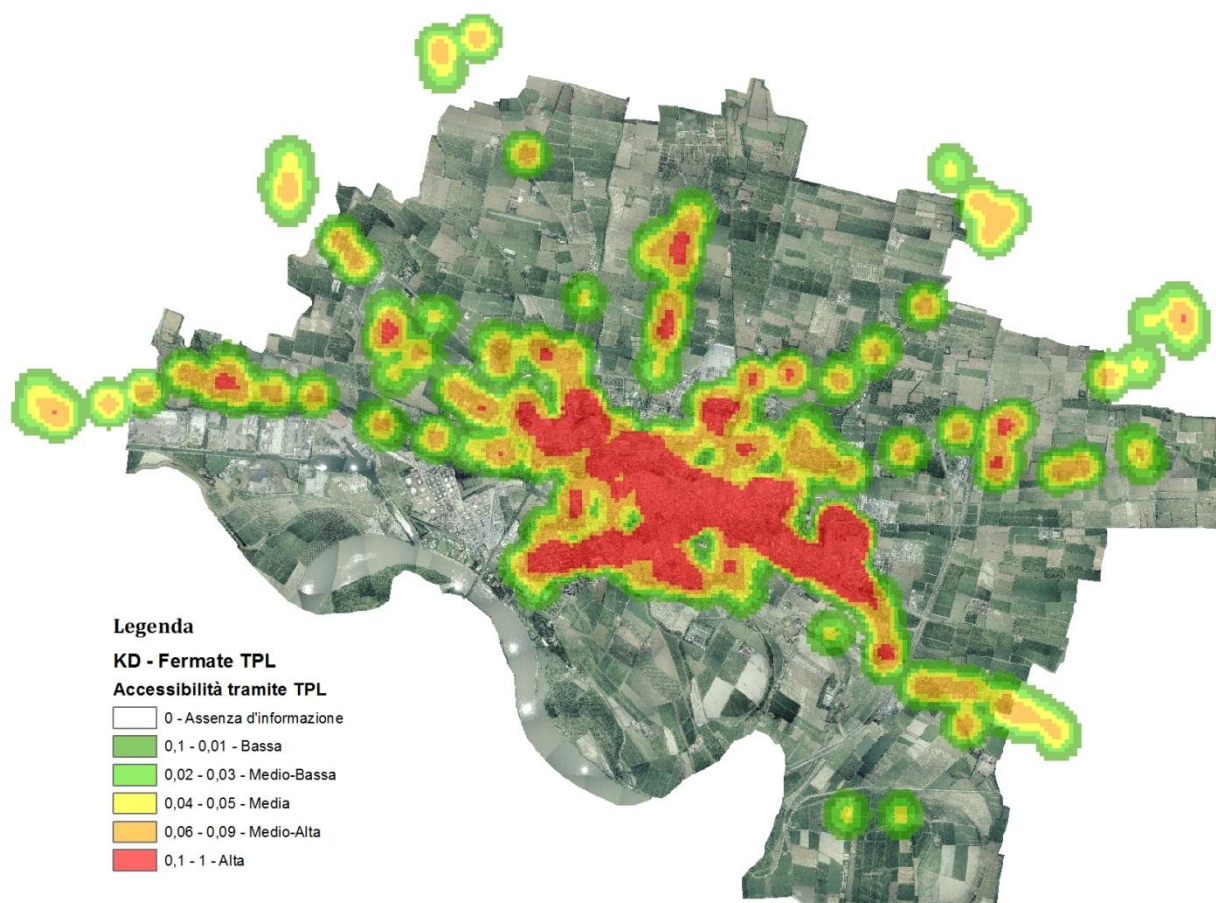 Legenda
KD - Fermate TPL
Accessibilità tramite TPL
0 - Assenza d'informazione
0,1 - 0,01 - Bassa
0,02 - 0,03 - Medio-Bassa
0,04 - 0,05 - Media
0,06 - 0,09 - Medio-Alta
0,1 - 1 - Alta